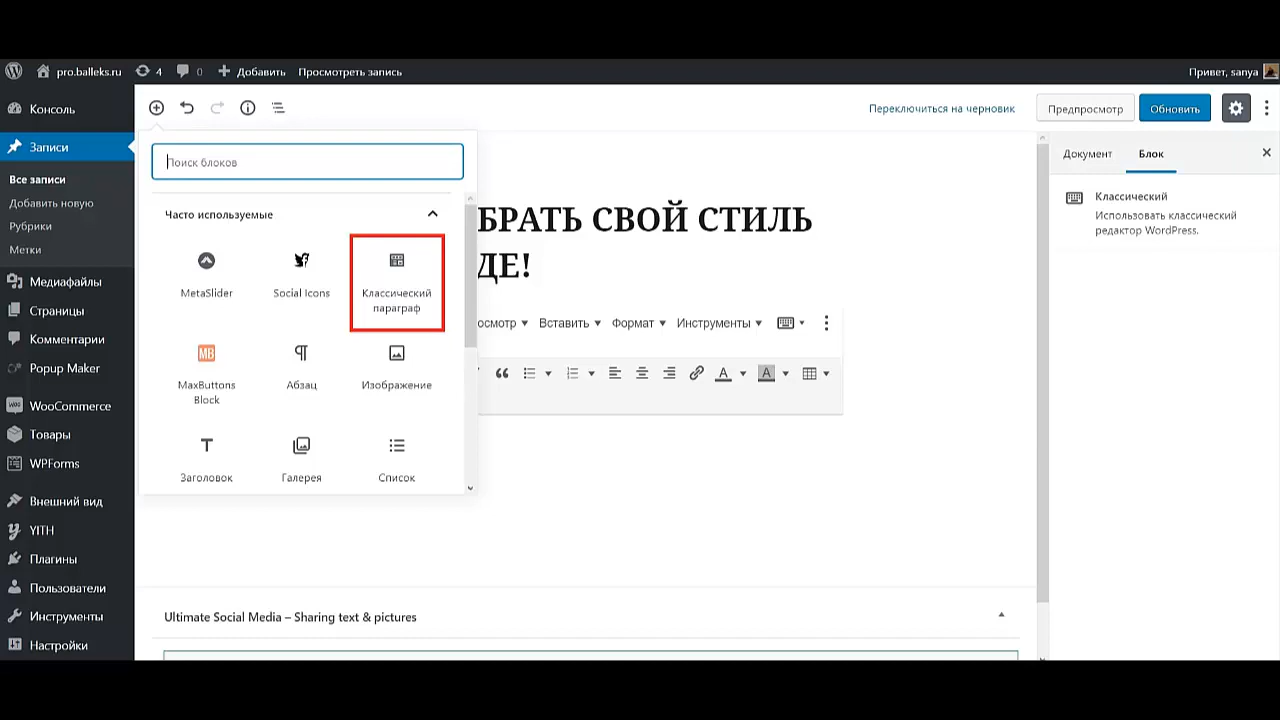 pro.balleks.ru 4 0 Добавить Просмотреть запись Привет, sanya
Консоль
Записи
Все записи
Добавить новую
Рубрики
Метки
Медиафайлы
Страницы
Комментарии
Popup Maker
WooCommerce
Товары
WPForms
Внешний вид
YITH
Плагины
Пользователи
Инструменты
Настройки
Переключиться на черновик Предпросмотр Обновить
Поиск блоков
Часто используемые
MetaSlider Social Icons Классический
параграф
MB
MaxButtons Абзац Изображение
Block
Заголовок Галерея Список
БРАТЬ СВОЙ СТИЛЬ
ДЕ!
осмотр Вставить Формат Инструменты
Ultimate Social Media – Sharing text & pictures
Документ Блок
Классический
Использовать классический
редактор WordPress.